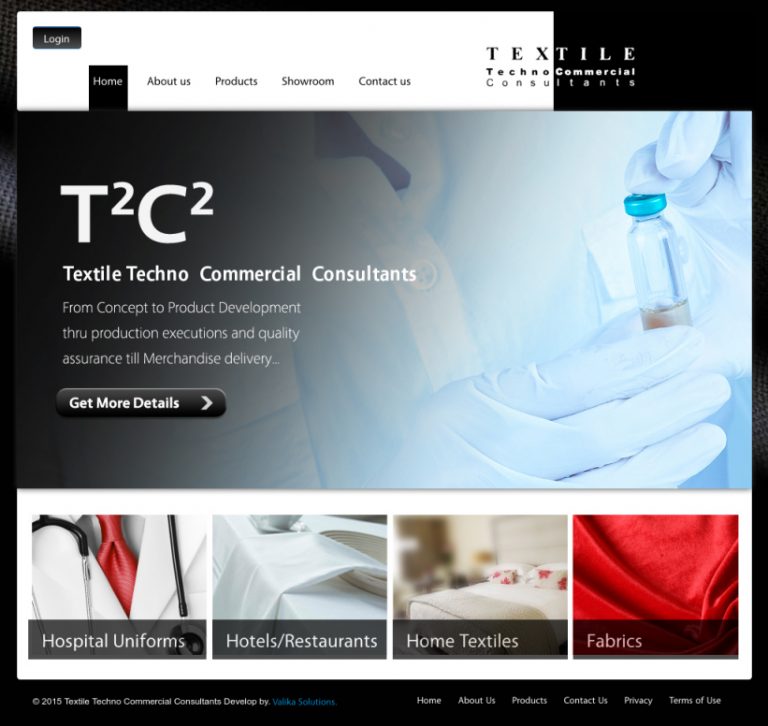 Login
Home About us Products Showroom Contact us
TEXTILE
Techno Commercial
Consultants
T²C²
Textile Techno Commercial Consultants
From Concept to Product Development
thru production executions and quality
assurance till Merchandise delivery...
Get More Details
Hospital Uniforms Hotels/Restaurants Home Textiles Fabrics
© 2015 Textile Techno Commercial Consultants Develop by. Valika Solutions. Home About Us Products Contact Us Privacy Terms of Use